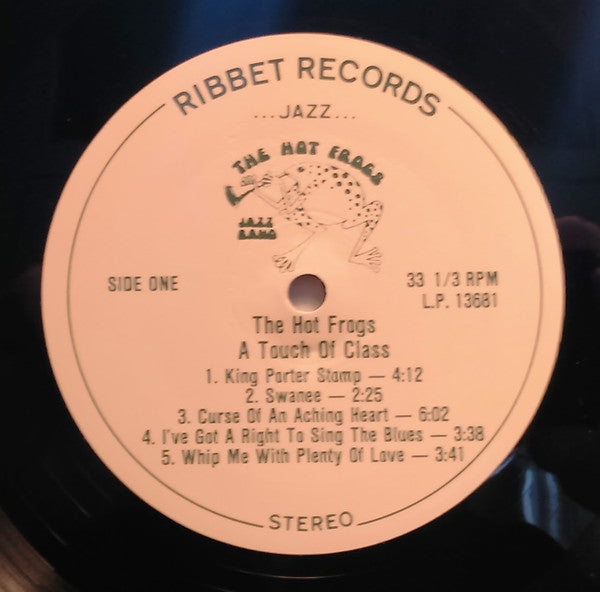 RIBBET RECORDS
...JAZZ...
THE HOT FROGS
JAZZ
BAND
SIDE ONE
33 1/3 RPM
L.P. 13681
The Hot Frogs
A Touch Of Class
1. King Porter Stomp — 4:12
2. Swanee — 2:25
3. Curse Of An Aching Heart — 6:02
4. I've Got A Right To Sing The Blues — 3:38
5. Whip Me With Plenty Of Love — 3:41
STEREO